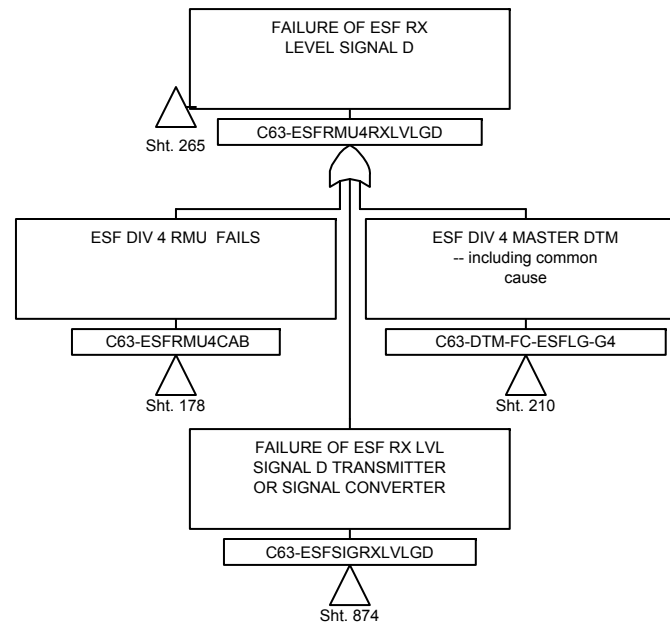 FAILURE OF ESF RX
LEVEL SIGNAL D
Sht. 265
C63-ESFRMU4RXLVLGD
ESF DIV 4 RMU FAILS
C63-ESFRMU4CAB
Sht. 178
ESF DIV 4 MASTER DTM
-- including common
cause
C63-DTM-FC-ESFLG-G4
Sht. 210
FAILURE OF ESF RX LVL
SIGNAL D TRANSMITTER
OR SIGNAL CONVERTER
C63-ESFSIGRXLVLGD
Sht. 874